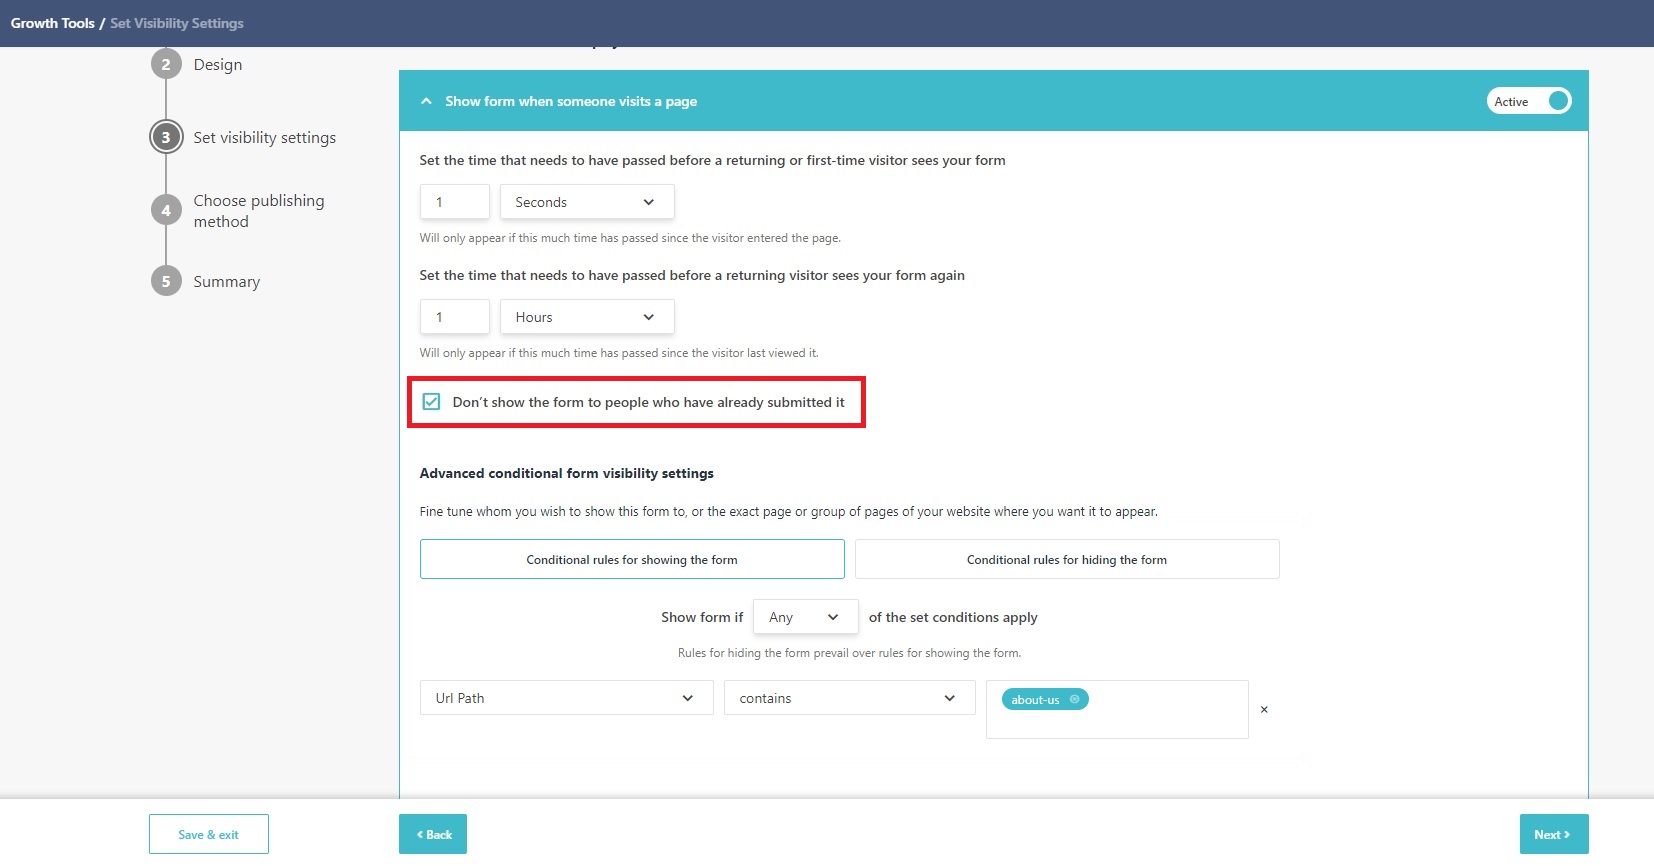 Growth Tools / Set Visibility Settings
2 Design
3 Set visibility settings
4 Choose publishing
method
5 Summary
Show form when someone visits a page
Active
Set the time that needs to have passed before a returning or first-time visitor sees your form
1 Seconds
Will only appear if this much time has passed since the visitor entered the page.
Set the time that needs to have passed before a returning visitor sees your form again
1 Hours
Will only appear if this much time has passed since the visitor last viewed it.
Don't show the form to people who have already submitted it
Advanced conditional form visibility settings
Fine tune whom you wish to show this form to, or the exact page or group of pages of your website where you want it to appear.
Conditional rules for showing the form
Conditional rules for hiding the form
Show form if Any of the set conditions apply
Rules for hiding the form prevail over rules for showing the form.
Url Path contains about-us
Save & exit
Back
Next